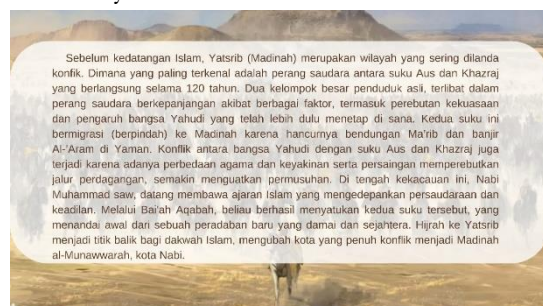 Sebelum kedatangan Islam, Yatsrib (Madinah) merupakan wilayah yang sering dilanda
konfik. Dimana yang paling terkenal adalah perang saudara antara suku Aus dan Khazraj
yang berlangsung selama 120 tahun. Dua kelompok besar penduduk asli, terlibat dalam
perang saudara berkepanjangan akibat berbagai faktor, termasuk perebutan kekuasaan
dan pengaruh bangsa Yahudi yang telah lebih dulu menetap di sana. Kedua suku ini
bermigrasi (berpindah) ke Madinah karena hancurnya bendungan Ma'rib dan banjir
Al-'Aram di Yaman. Konflik antara bangsa Yahudi dengan suku Aus dan Khazraj juga
terjadi karena adanya perbedaan agama dan keyakinan serta persaingan memperebutkan
jalur perdagangan, semakin menguatkan permusuhan. Di tengah kekacauan ini, Nabi
Muhammad saw, datang membawa ajaran Islam yang mengedepankan persaudaraan dan
keadilan. Melalui Bai'ah Aqabah, beliau berhasil menyatukan kedua suku tersebut, yang
menandai awal dari sebuah peradaban baru yang damai dan sejahtera. Hijrah ke Yatsrib
menjadi titik balik bagi dakwah Islam, mengubah kota yang penuh konflik menjadi Madinah
al-Munawwarah, kota Nabi.